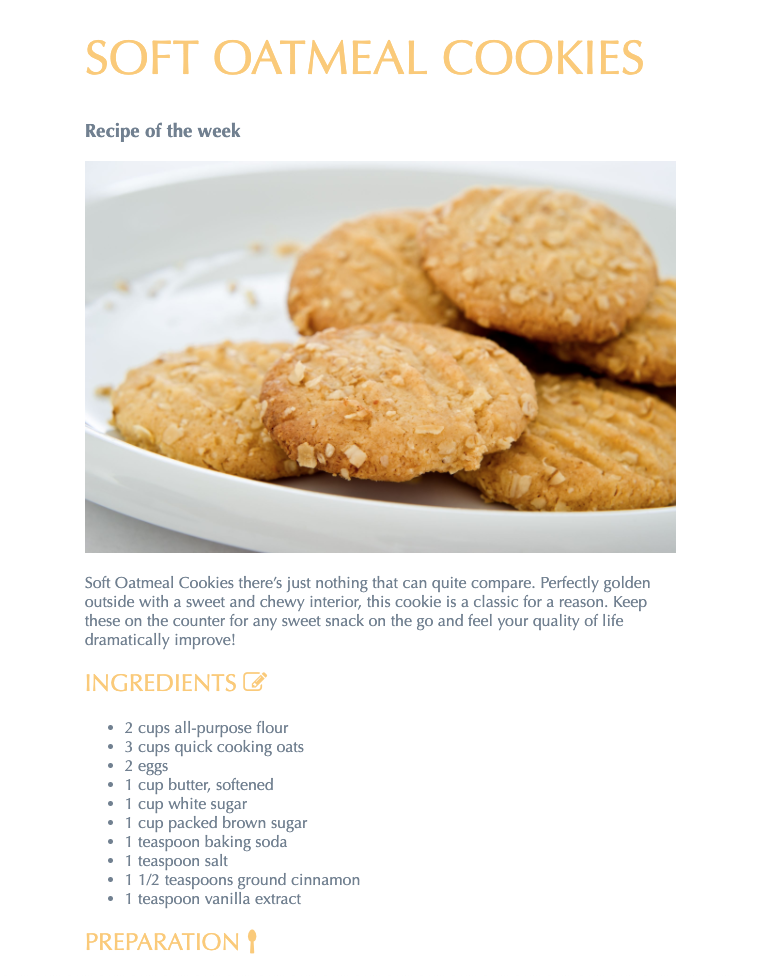 SOFT OATMEAL COOKIES
Recipe of the week
Soft Oatmeal Cookies there's just nothing that can quite compare. Perfectly golden
outside with a sweet and chewy interior, this cookie is a classic for a reason. Keep
these on the counter for any sweet snack on the go and feel your quality of life
dramatically improve!
INGREDIENTS
• 2 cups all-purpose flour
• 3 cups quick cooking oats
• 2 eggs
• 1 cup butter, softened
• 1 cup white sugar
• 1 cup packed brown sugar
• 1 teaspoon baking soda
• 1 teaspoon salt
• 1 1/2 teaspoons ground cinnamon
• 1 teaspoon vanilla extract
PREPARATION